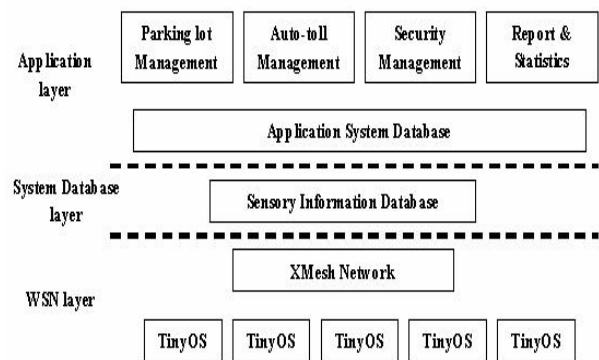 Parking lot
Management
Auto-toll
Management
Security
Management
Report &
Statistics
Application
layer
Application System Database
System Database
layer
Sensory Information Database
XMesh Network
WSN layer
TinyOS
TinyOS
TinyOS
TinyOS
TinyOS